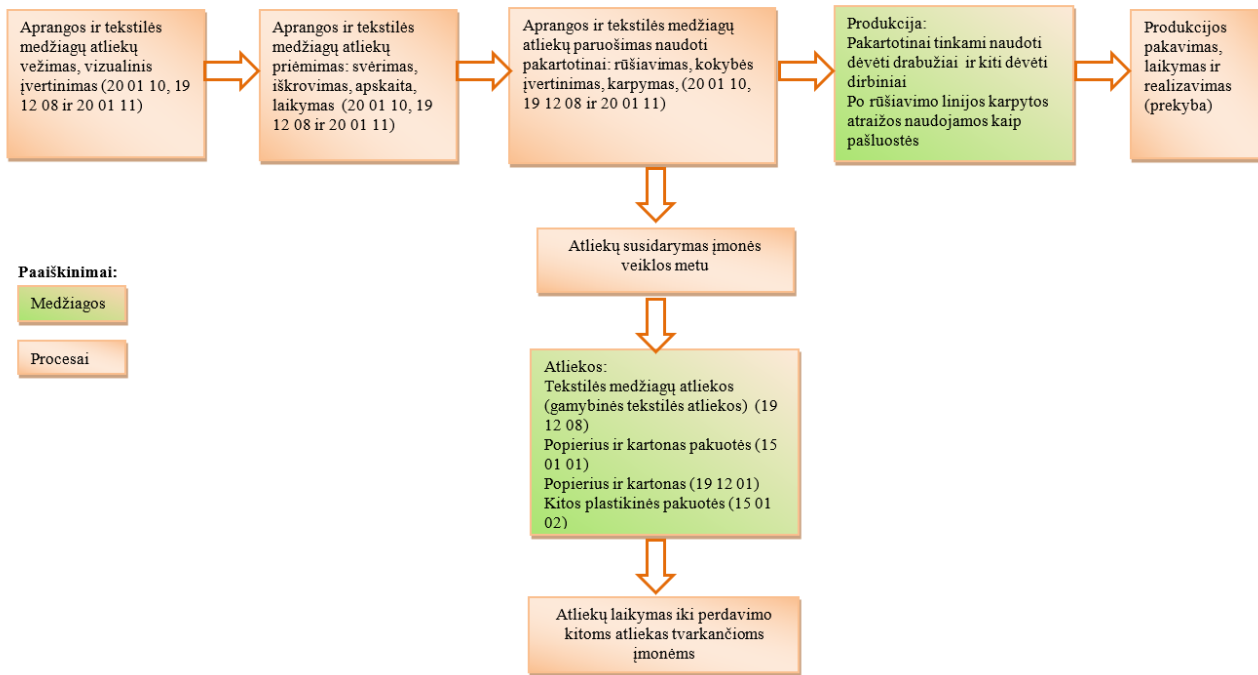 Aprangos ir tekstilės
medžiagų atliekų
vežimas, vizualinis
įvertinimas (20 01 10, 19
12 08 ir 20 01 11)
Aprangos ir tekstilės
medžiagų atliekų
priėmimas: svėrimas,
iškrovimas, apskaita,
laikymas (20 01 10, 19
12 08 ir 20 01 11)
Aprangos ir tekstilės medžiagų
atliekų paruošimas naudoti
pakartotinai: rūšiavimas, kokybės
įvertinimas, karpymas, (20 01 10,
19 12 08 ir 20 01 11)
Produkcija:
Pakartotinai tinkami naudoti
dėvėti drabužiai ir kiti dėvėti
dirbiniai
Po rūšiavimo linijos karpytos
atraižos naudojamos kaip
pašluostės
Produkcijos
pakavimas,
laikymas ir
realizavimas
(prekyba)
Atliekų susidarymas įmonės
veiklos metu
Paaiškinimai:
Medžiagos
Procesai
Atliekos:
Tekstilės medžiagų atliekos
(gamybinės tekstilės atliekos) (19
12 08)
Popierius ir kartonas pakuotės (15
01 01)
Popierius ir kartonas (19 12 01)
Kitos plastikinės pakuotės (15 01
02)
Atliekų laikymas iki perdavimo
kitoms atliekas tvarkančioms
įmonėms